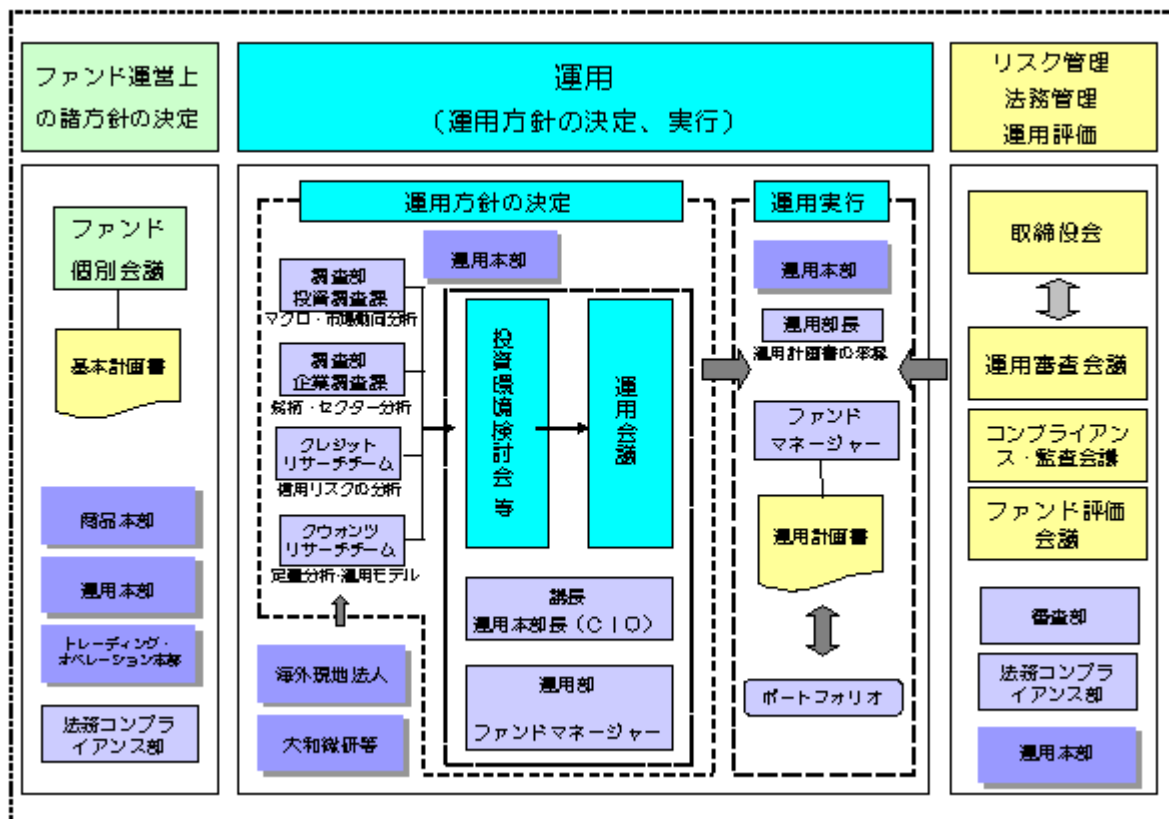 ファンド運営上
の諸方針の決定
運用
(運用方針の決定、実行)
リスク管理
法務管理
運用評価
ファンド
個別会議
基本計画書
商品本部
運用本部
トレーディング・
オペレーション本部
法務コンプラ
イアンス部
運用方針の決定
運用本部
調査部
投資調査課
マクロ・市場動向分析
調査部
企業調査課
銘柄・セクター分析
クレジット
リサーチチーム
信用リスクの分析
クウォンツ
リサーチチーム
定量分析・運用モデル
海外現地法人
大和総研等
投資環境検討会 等
運用会議
議長
運用本部長(CIO)
運用部
ファンドマネージャー
運用実行
運用本部
運用部長
運用計画書の承認
ファンド
マネージャー
運用計画書
ポートフォリオ
取締役会
運用審査会議
コンプライアン
ス・監査会議
ファンド評価
会議
審査部
法務コンプラ
イアンス部
運用本部